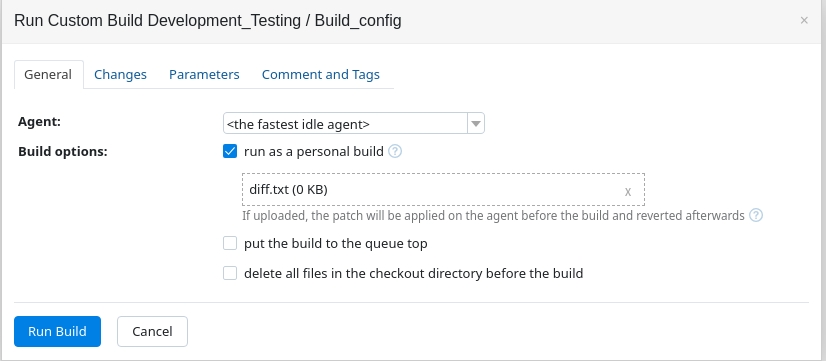 Run Custom Build Development_Testing / Build_config ×
General Changes Parameters Comment and Tags
Agent: <the fastest idle agent>
Build options: run as a personal build ?
diff.txt (0 KB) x
If uploaded, the patch will be applied on the agent before the build and reverted afterwards ?
put the build to the queue top
delete all files in the checkout directory before the build
Run Build Cancel